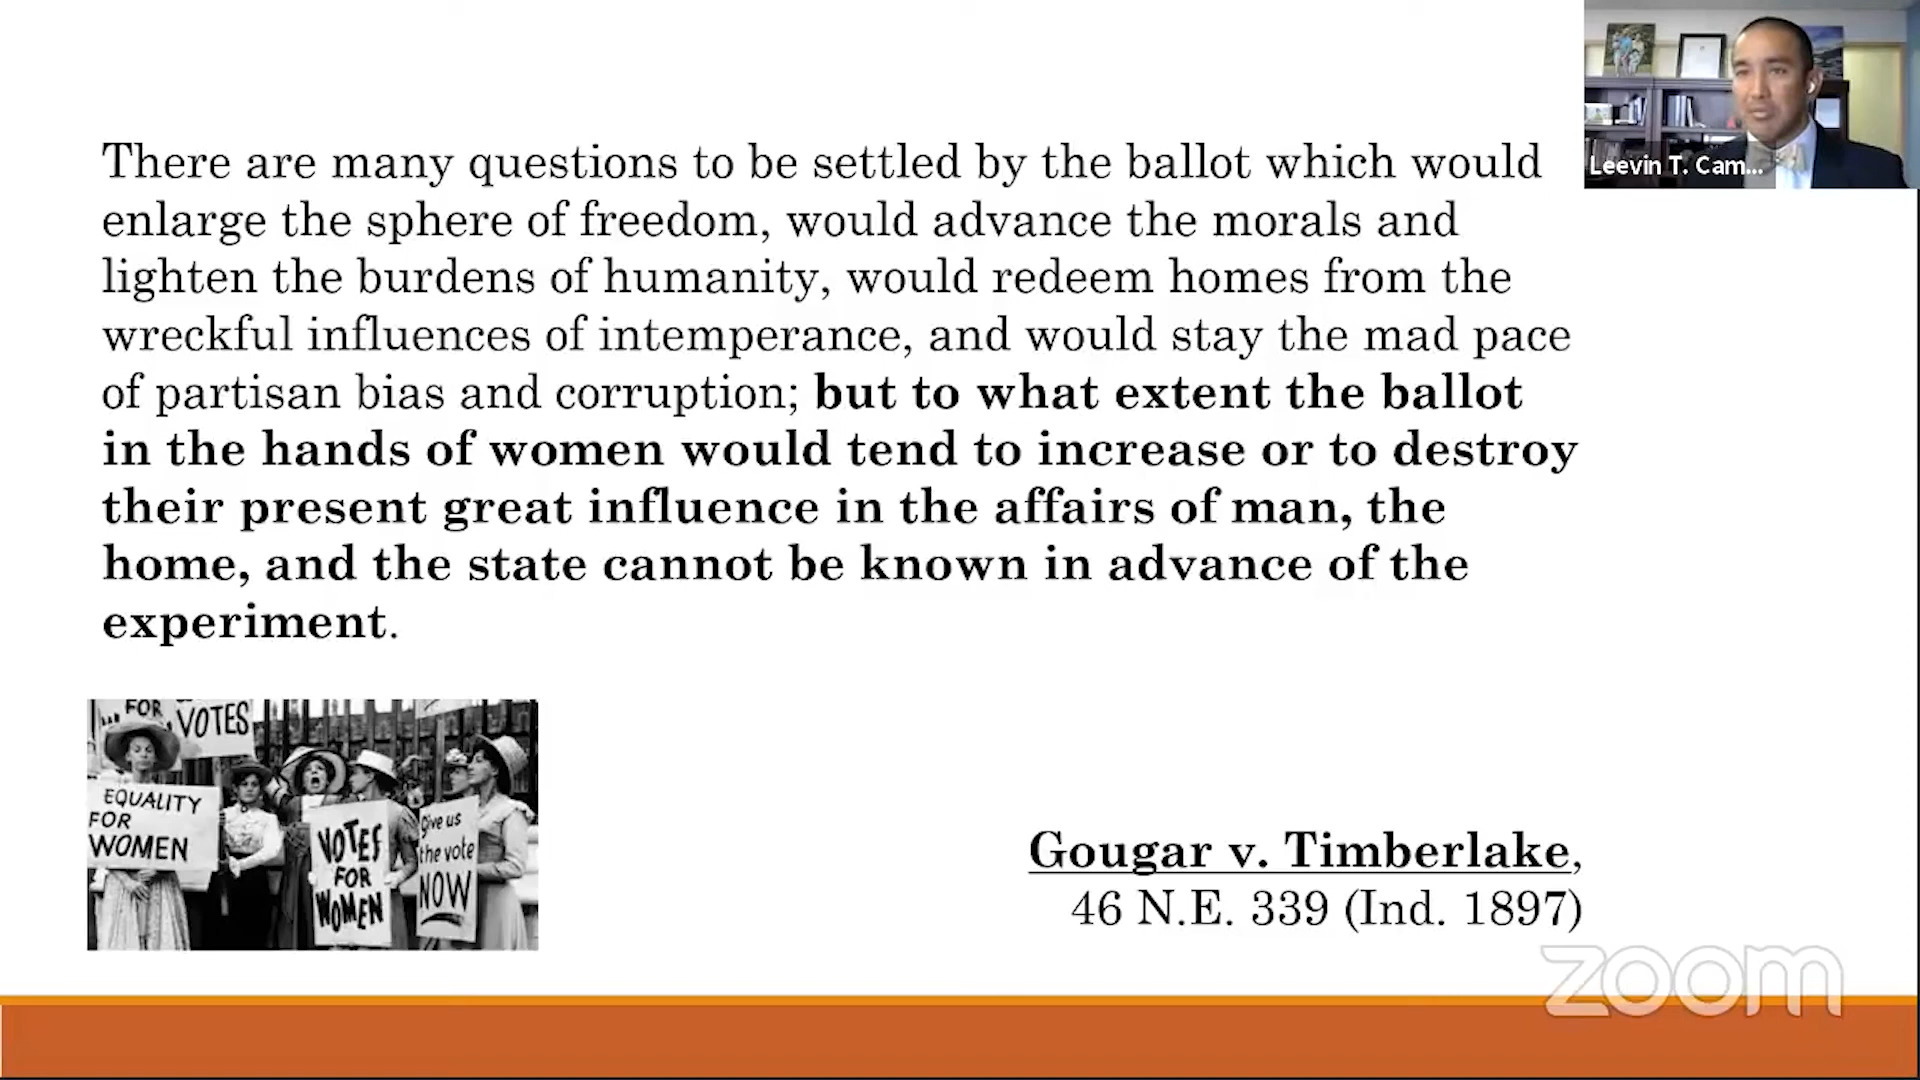 There are many questions to be settled by the ballot which would
enlarge the sphere of freedom, would advance the morals and
lighten the burdens of humanity, would redeem homes from the
wreckful influences of intemperance, and would stay the mad pace
of partisan bias and corruption; but to what extent the ballot
in the hands of women would tend to increase or to destroy
their present great influence in the affairs of man, the
home, and the state cannot be known in advance of the
experiment.
Leevin T. Cam...
FOR
VOTES
EQUALITY
FOR
WOMEN
VOTES
FOR
WOMEN
Give us
the vote
NOW
Gougar v. Timberlake,
46 N.E. 339 (Ind. 1897)
zoom